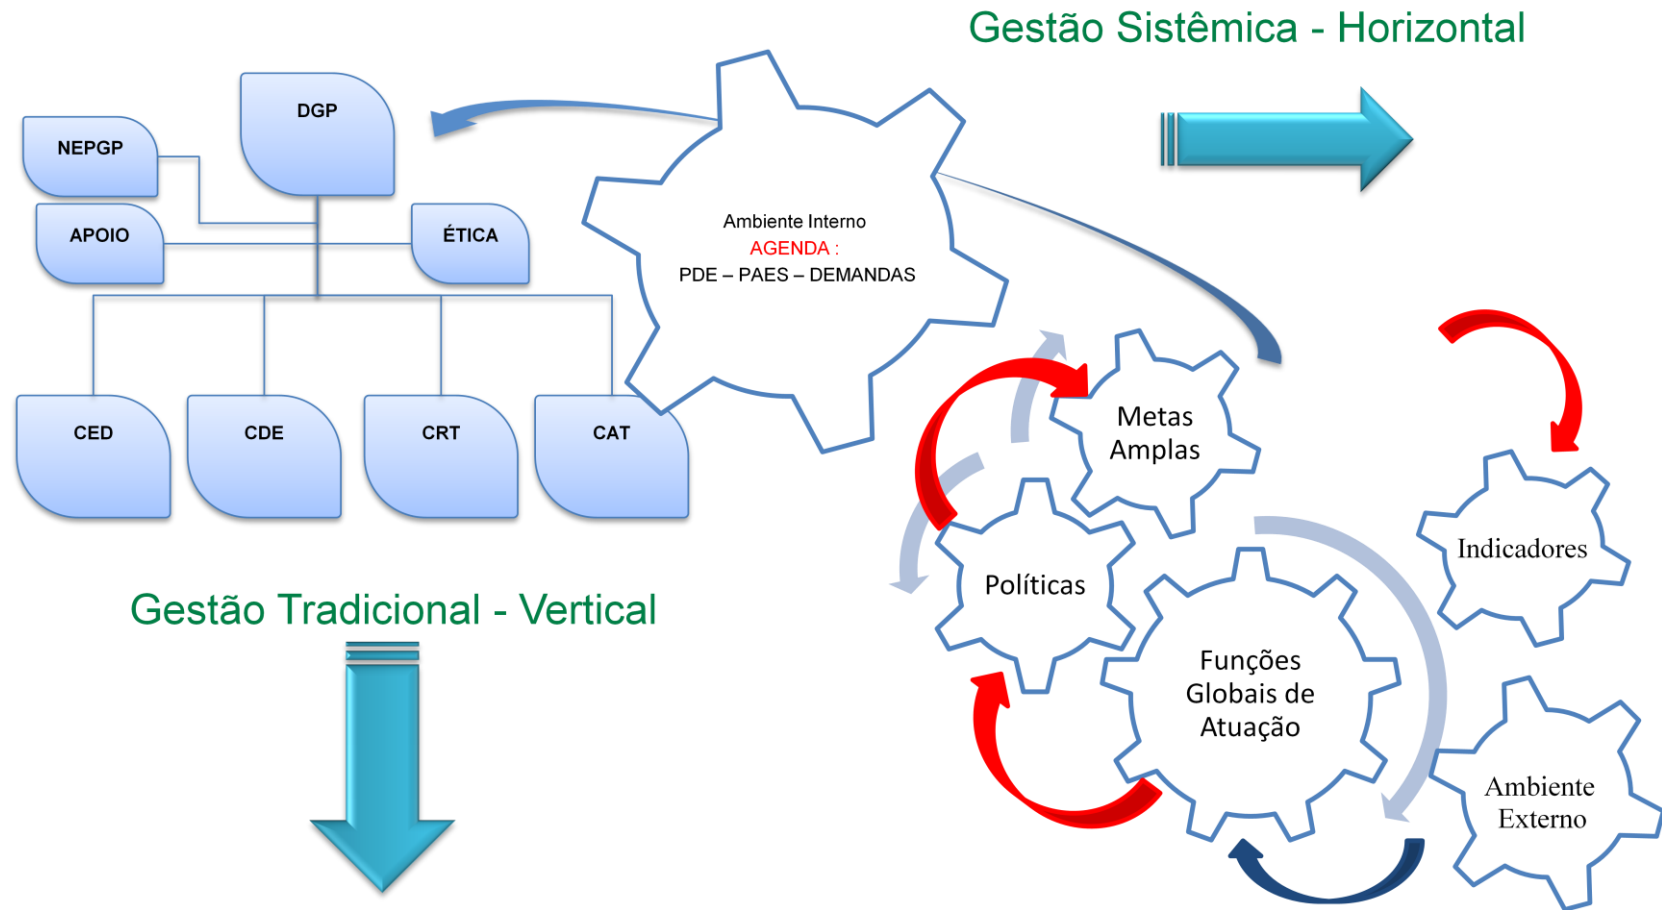 Gestão Sistêmica - Horizontal
DGP
NEPGP
APOIO
ÉTICA
CED
CDE
CRT
CAT
Ambiente Interno
AGENDA :
PDE – PAES – DEMANDAS
Gestão Tradicional - Vertical
Metas
Amplas
Políticas
Funções
Globais de
Atuação
Indicadores
Ambiente
Externo